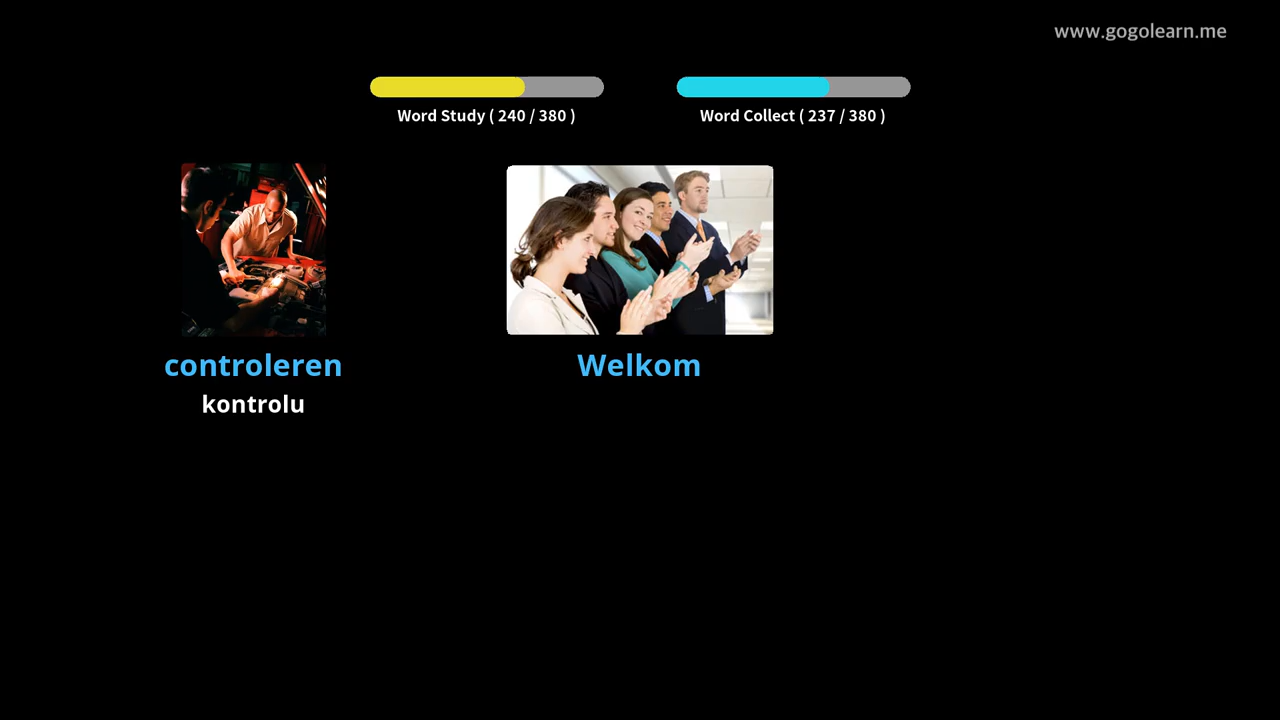 www.gogolearn.me
Word Study ( 240 / 380 )
Word Collect ( 237 / 380 )
controleren
kontrolu
Welkom